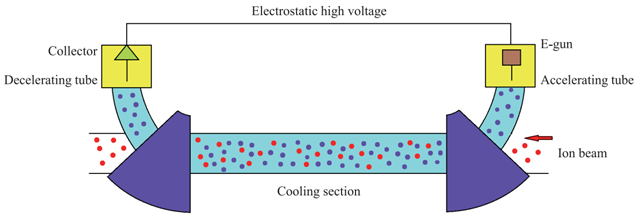 Electrostatic high voltage
Collector
E-gun
Decelerating tube
Accelerating tube
Ion beam
Cooling section